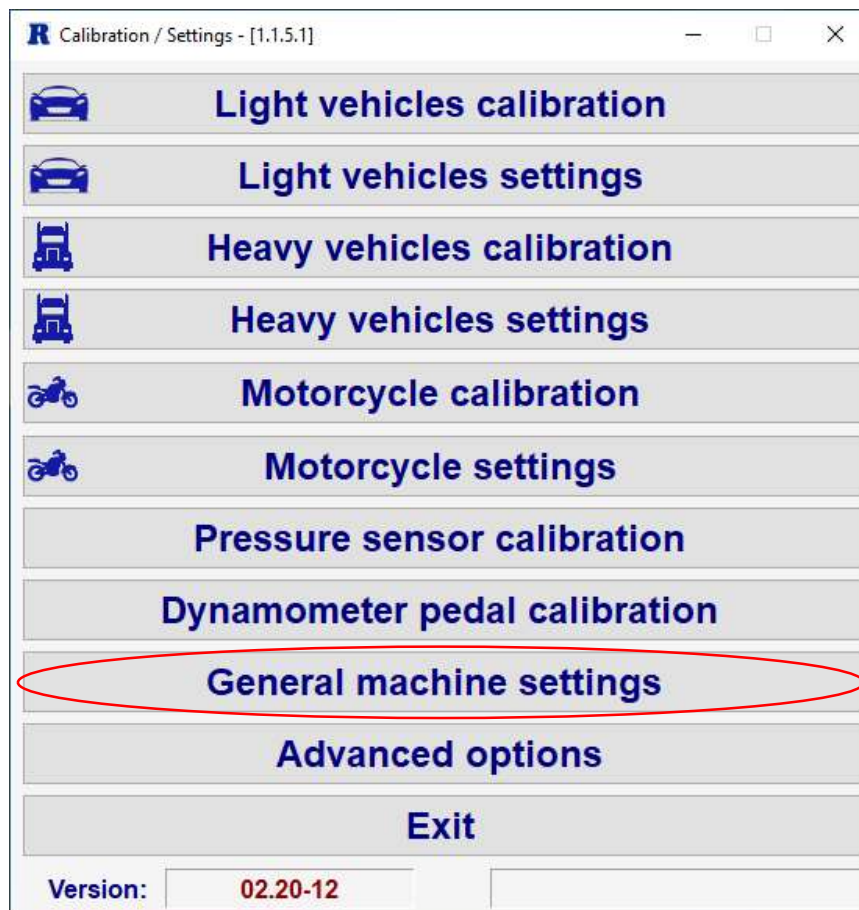 R Calibration / Settings - [1.1.5.1]
Light vehicles calibration
Light vehicles settings
Heavy vehicles calibration
Heavy vehicles settings
Motorcycle calibration
Motorcycle settings
Pressure sensor calibration
Dynamometer pedal calibration
General machine settings
Advanced options
Exit
Version: 02.20-12